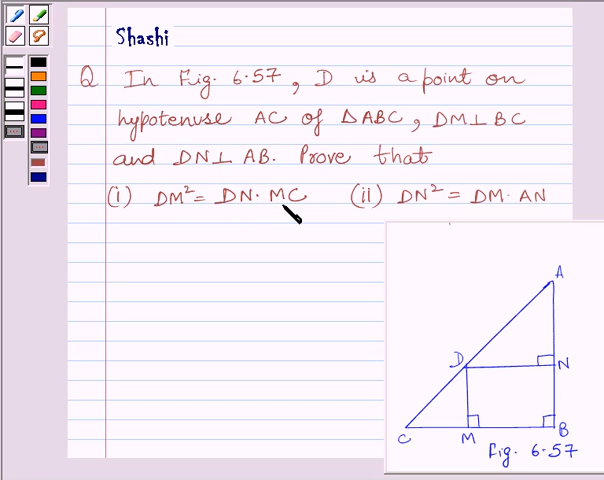 Shashi
Q In Fig. 6.57, D is a point on
hypotenuse AC of ΔABC, DM⊥BC
and DN⊥AB. Prove that
(i) DM² = DN· MC (ii) DN² = DM· AN
A
D
N
C
M
B
Fig. 6.57